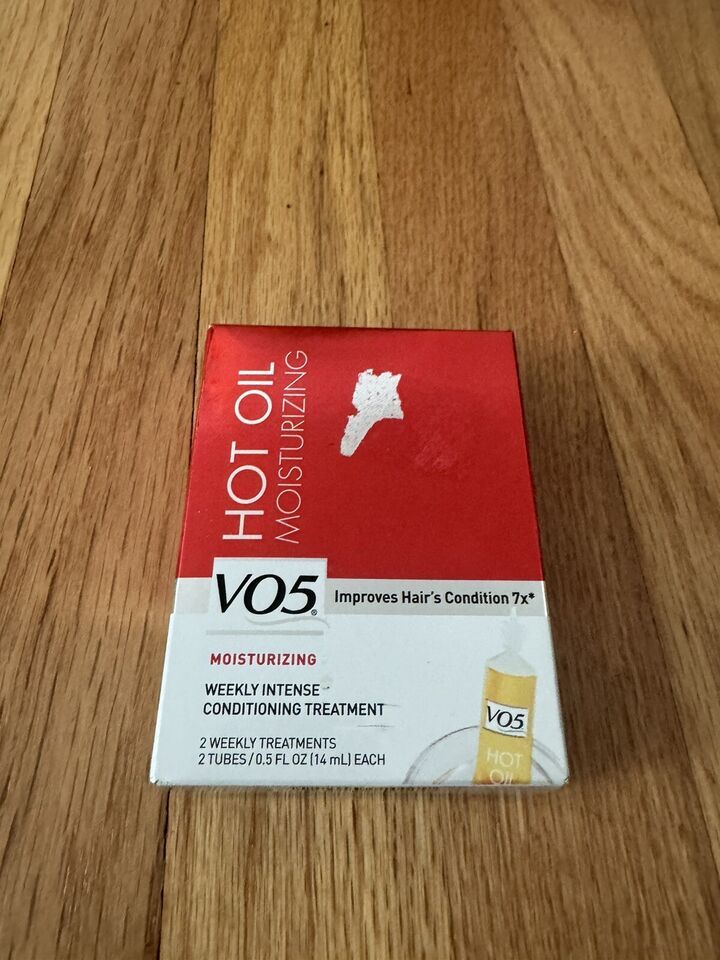 HOT OIL
MOISTURIZING
VO5®
Improves Hair's Condition 7x*
MOISTURIZING
WEEKLY INTENSE
CONDITIONING TREATMENT
2 WEEKLY TREATMENTS
2 TUBES/0.5 FL OZ (14 mL) EACH
VO5
HOT
OIL